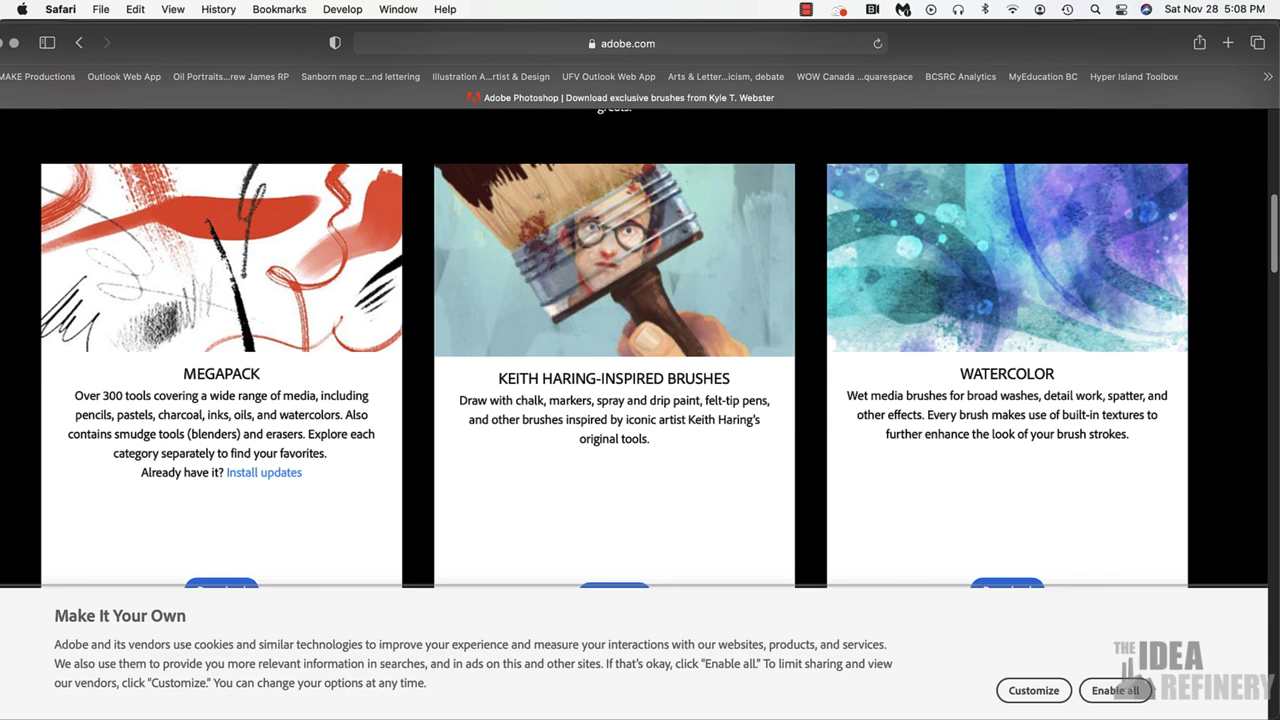 Safari File Edit View History Bookmarks Develop Window Help Sat Nov 28 5:08 PM
adobe.com
MAKE Productions Outlook Web App Oil Portraits...rew James RP Sanborn map c...nd lettering Illustration A...rtist & Design UFV Outlook Web App Arts & Letter...icism, debate WOW Canada ...quarespace BCSRC Analytics MyEducation BC Hyper Island Toolbox
Adobe Photoshop | Download exclusive brushes from Kyle T. Webster
greats.
MEGAPACK
Over 300 tools covering a wide range of media, including
pencils, pastels, charcoal, inks, oils, and watercolors. Also
contains smudge tools (blenders) and erasers. Explore each
category separately to find your favorites.
Already have it? Install updates
KEITH HARING-INSPIRED BRUSHES
Draw with chalk, markers, spray and drip paint, felt-tip pens,
and other brushes inspired by iconic artist Keith Haring's
original tools.
WATERCOLOR
Wet media brushes for broad washes, detail work, spatter, and
other effects. Every brush makes use of built-in textures to
further enhance the look of your brush strokes.
Make It Your Own
Adobe and its vendors use cookies and similar technologies to improve your experience and measure your interactions with our websites, products, and services.
We also use them to provide you more relevant information in searches, and in ads on this and other sites. If that's okay, click "Enable all." To limit sharing and view
our vendors, click "Customize." You can change your options at any time.
Customize Enable all
THE IDEA
REFINERY